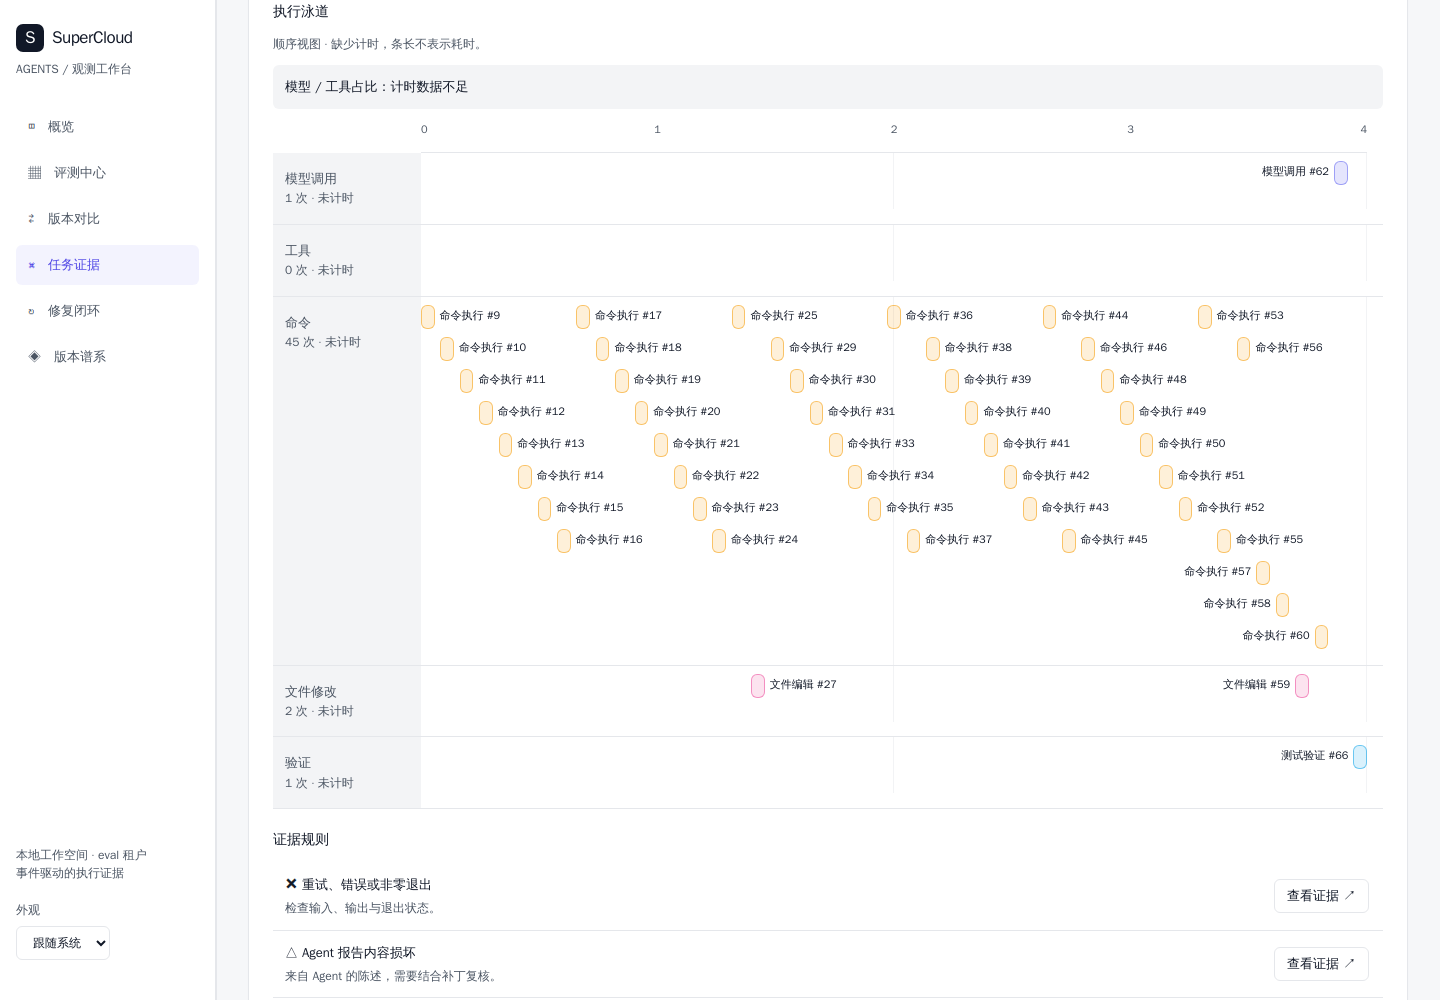 S SuperCloud
AGENTS / 观测工作台
概览
评测中心
版本对比
任务证据
修复闭环
版本谱系
本地工作空间 · eval 租户
事件驱动的执行证据
外观
跟随系统
执行泳道
顺序视图 · 缺少计时，条长不表示耗时。
模型 / 工具占比：计时数据不足
0 1 2 3 4
模型调用
1 次 · 未计时
模型调用 #62
工具
0 次 · 未计时
命令
45 次 · 未计时
命令执行 #9 命令执行 #17 命令执行 #25 命令执行 #36 命令执行 #44 命令执行 #53
命令执行 #10 命令执行 #18 命令执行 #29 命令执行 #38 命令执行 #46 命令执行 #56
命令执行 #11 命令执行 #19 命令执行 #30 命令执行 #39 命令执行 #48
命令执行 #12 命令执行 #20 命令执行 #31 命令执行 #40 命令执行 #49
命令执行 #13 命令执行 #21 命令执行 #33 命令执行 #41 命令执行 #50
命令执行 #14 命令执行 #22 命令执行 #34 命令执行 #42 命令执行 #51
命令执行 #15 命令执行 #23 命令执行 #35 命令执行 #43 命令执行 #52
命令执行 #16 命令执行 #24 命令执行 #37 命令执行 #45 命令执行 #55
命令执行 #57
命令执行 #58
命令执行 #60
文件修改
2 次 · 未计时
文件编辑 #27 文件编辑 #59
验证
1 次 · 未计时
测试验证 #66
证据规则
✖ 重试、错误或非零退出
检查输入、输出与退出状态。
查看证据 ↗
△ Agent 报告内容损坏
来自 Agent 的陈述，需要结合补丁复核。
查看证据 ↗